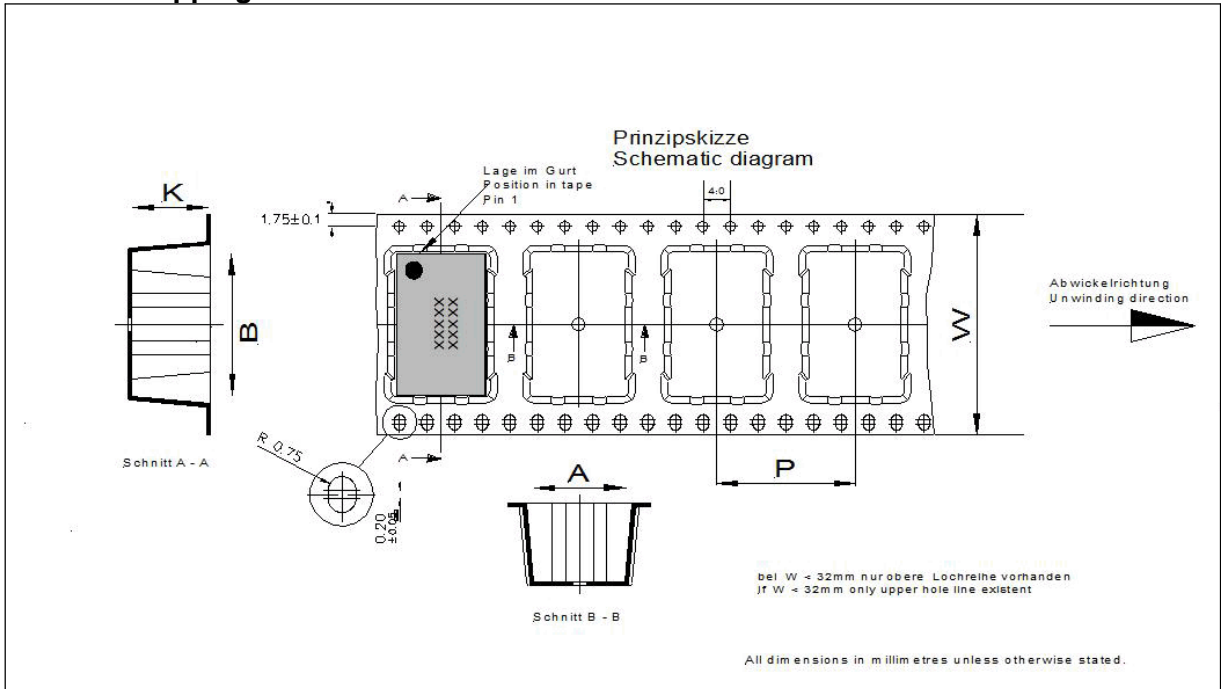 Prinzipskizze
Schematic diagram
Lage im Gurt
Position in tape
Pin 1
4:0
K
A
1.75±0.1
Abwickelrichtung
Unwinding direction
W
B
XXXXX
XXXXX
B
B
Schnitt A - A
R 0.75
A
P
A
0.20
±0.05
bei W < 32mm nur obere Lochreihe vorhanden
If W < 32mm only upper hole line existent
Schnitt B - B
All dimensions in millimetres unless otherwise stated.